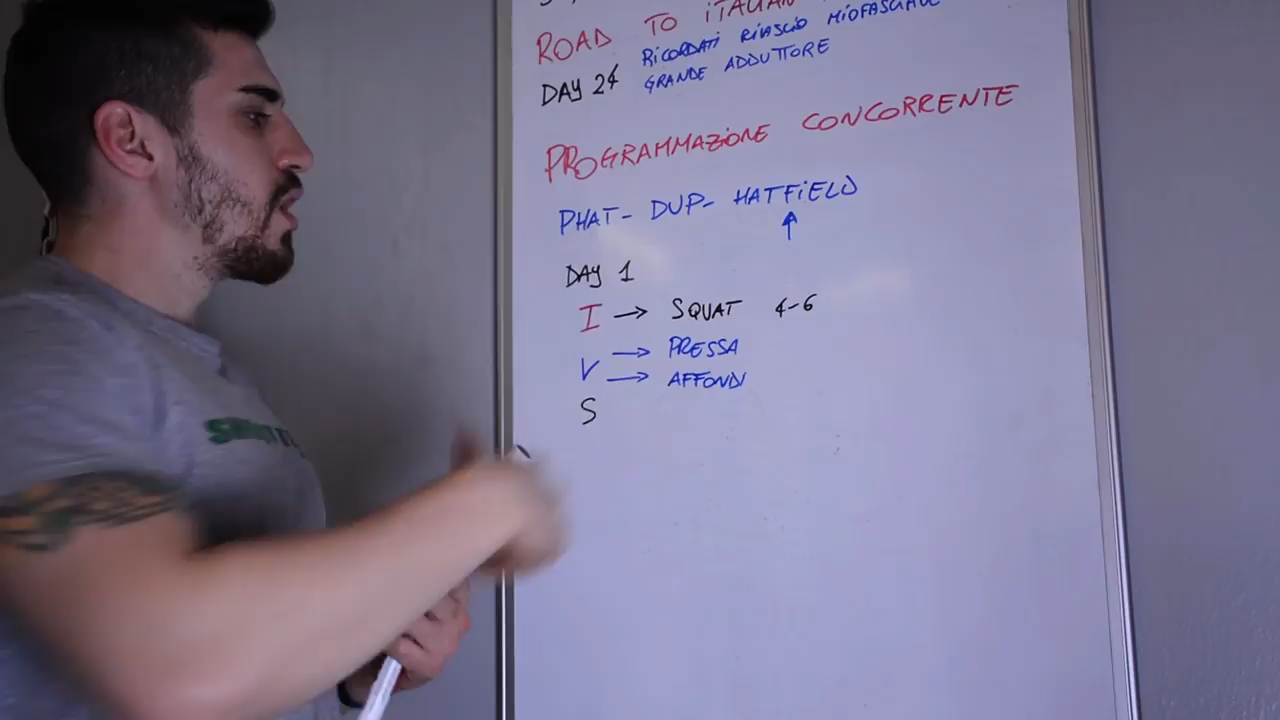 ROAD TO ITALIAN
RICORDATI RILASCIO MIOFASCIALE
DAY 24 GRANDE ADDUTTORE
PROGRAMMAZIONE CONCORRENTE
PHAT- DUP- HATFIELD
DAY 1
I → SQUAT 4-6
V → PRESSA
→ AFFONDI
S